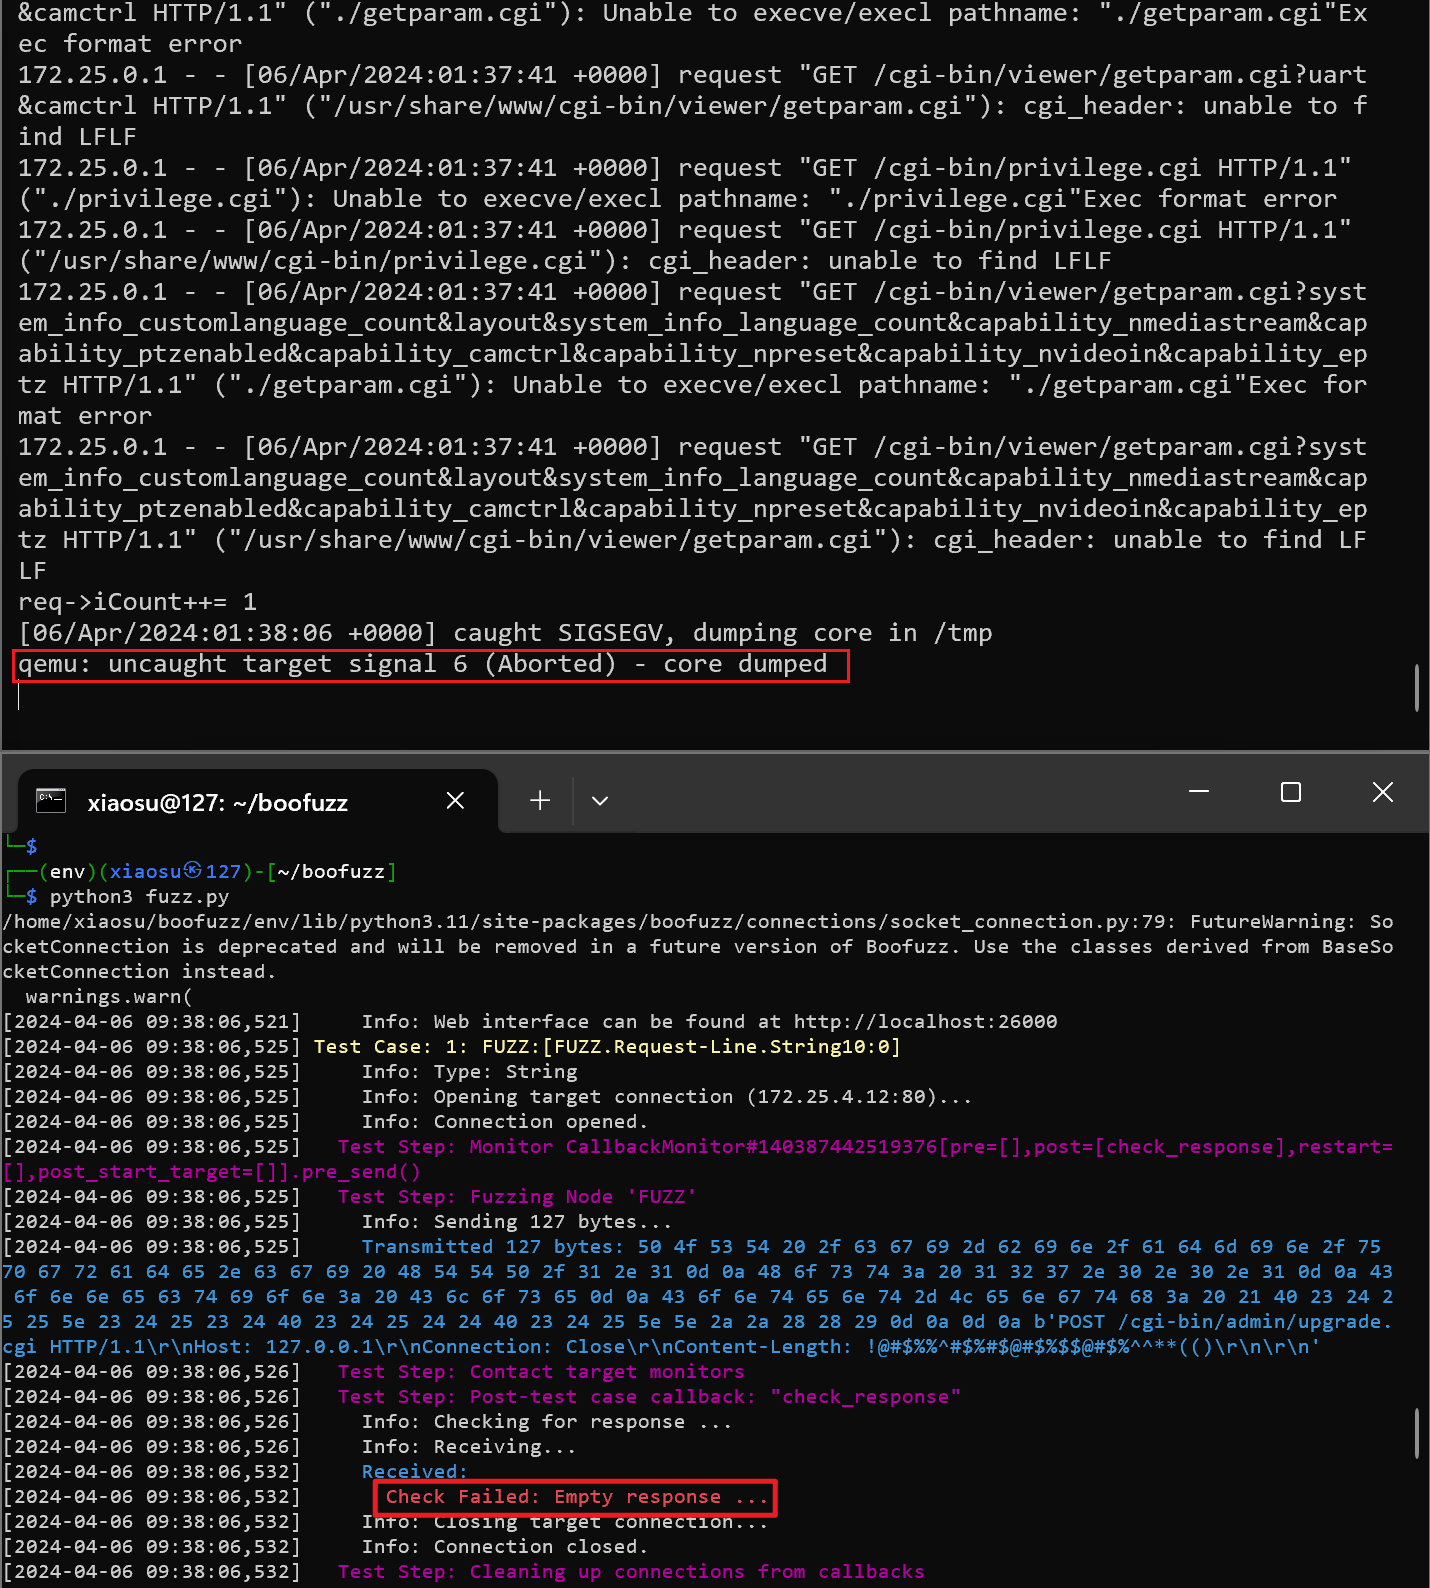 &camctrl HTTP/1.1" ("./getparam.cgi"): Unable to execve/execl pathname: "./getparam.cgi"Ex
ec format error
172.25.0.1 - - [06/Apr/2024:01:37:41 +0000] request "GET /cgi-bin/viewer/getparam.cgi?uart
&camctrl HTTP/1.1" ("/usr/share/www/cgi-bin/viewer/getparam.cgi"): cgi_header: unable to f
ind LFLF
172.25.0.1 - - [06/Apr/2024:01:37:41 +0000] request "GET /cgi-bin/privilege.cgi HTTP/1.1"
("./privilege.cgi"): Unable to execve/execl pathname: "./privilege.cgi"Exec format error
172.25.0.1 - - [06/Apr/2024:01:37:41 +0000] request "GET /cgi-bin/privilege.cgi HTTP/1.1"
("/usr/share/www/cgi-bin/privilege.cgi"): cgi_header: unable to find LFLF
172.25.0.1 - - [06/Apr/2024:01:37:41 +0000] request "GET /cgi-bin/viewer/getparam.cgi?syst
em_info_customlanguage_count&layout&system_info_language_count&capability_nmediastream&cap
ability_ptzenabled&capability_camctrl&capability_npreset&capability_nvideoin&capability_ep
tz HTTP/1.1" ("./getparam.cgi"): Unable to execve/execl pathname: "./getparam.cgi"Exec for
mat error
172.25.0.1 - - [06/Apr/2024:01:37:41 +0000] request "GET /cgi-bin/viewer/getparam.cgi?syst
em_info_customlanguage_count&layout&system_info_language_count&capability_nmediastream&cap
ability_ptzenabled&capability_camctrl&capability_npreset&capability_nvideoin&capability_ep
tz HTTP/1.1" ("/usr/share/www/cgi-bin/viewer/getparam.cgi"): cgi_header: unable to find LF
LF
req->iCount++= 1
[06/Apr/2024:01:38:06 +0000] caught SIGSEGV, dumping core in /tmp
qemu: uncaught target signal 6 (Aborted) - core dumped
xiaosu@127: ~/boofuzz
└─$
┌──(env)(xiaosu㉿127)-[~/boofuzz]
└─$ python3 fuzz.py
/home/xiaosu/boofuzz/env/lib/python3.11/site-packages/boofuzz/connections/socket_connection.py:79: FutureWarning: So
cketConnection is deprecated and will be removed in a future version of Boofuzz. Use the classes derived from BaseSo
cketConnection instead.
warnings.warn(
[2024-04-06 09:38:06,521] Info: Web interface can be found at http://localhost:26000
[2024-04-06 09:38:06,525] Test Case: 1: FUZZ:[FUZZ.Request-Line.String10:0]
[2024-04-06 09:38:06,525] Info: Type: String
[2024-04-06 09:38:06,525] Info: Opening target connection (172.25.4.12:80)...
[2024-04-06 09:38:06,525] Info: Connection opened.
[2024-04-06 09:38:06,525] Test Step: Monitor CallbackMonitor#140387442519376[pre=[],post=[check_response],restart=
[],post_start_target=[]].pre_send()
[2024-04-06 09:38:06,525] Test Step: Fuzzing Node 'FUZZ'
[2024-04-06 09:38:06,525] Info: Sending 127 bytes...
[2024-04-06 09:38:06,525] Transmitted 127 bytes: 50 4f 53 54 20 2f 63 67 69 2d 62 69 6e 2f 61 64 6d 69 6e 2f 75
70 67 72 61 64 65 2e 63 67 69 20 48 54 54 50 2f 31 2e 31 0d 0a 48 6f 73 74 3a 20 31 32 37 2e 30 2e 30 2e 31 0d 0a 43
6f 6e 6e 65 63 74 69 6f 6e 3a 20 43 6c 6f 73 65 0d 0a 43 6f 6e 74 65 6e 74 2d 4c 65 6e 67 74 68 3a 20 21 40 23 24 2
5 25 5e 23 24 25 23 24 40 23 24 25 24 24 40 23 24 25 5e 5e 2a 2a 28 28 29 0d 0a 0d 0a b'POST /cgi-bin/admin/upgrade.
cgi HTTP/1.1\r\nHost: 127.0.0.1\r\nConnection: Close\r\nContent-Length: !@#$%%^#$%#$@#$%$$@#$%^^**(()\r\n\r\n'
[2024-04-06 09:38:06,526] Test Step: Contact target monitors
[2024-04-06 09:38:06,526] Test Step: Post-test case callback: "check_response"
[2024-04-06 09:38:06,526] Info: Checking for response ...
[2024-04-06 09:38:06,526] Info: Receiving...
[2024-04-06 09:38:06,532] Received:
[2024-04-06 09:38:06,532] Check Failed: Empty response ...
[2024-04-06 09:38:06,532] Info: Closing target connection...
[2024-04-06 09:38:06,532] Info: Connection closed.
[2024-04-06 09:38:06,532] Test Step: Cleaning up connections from callbacks